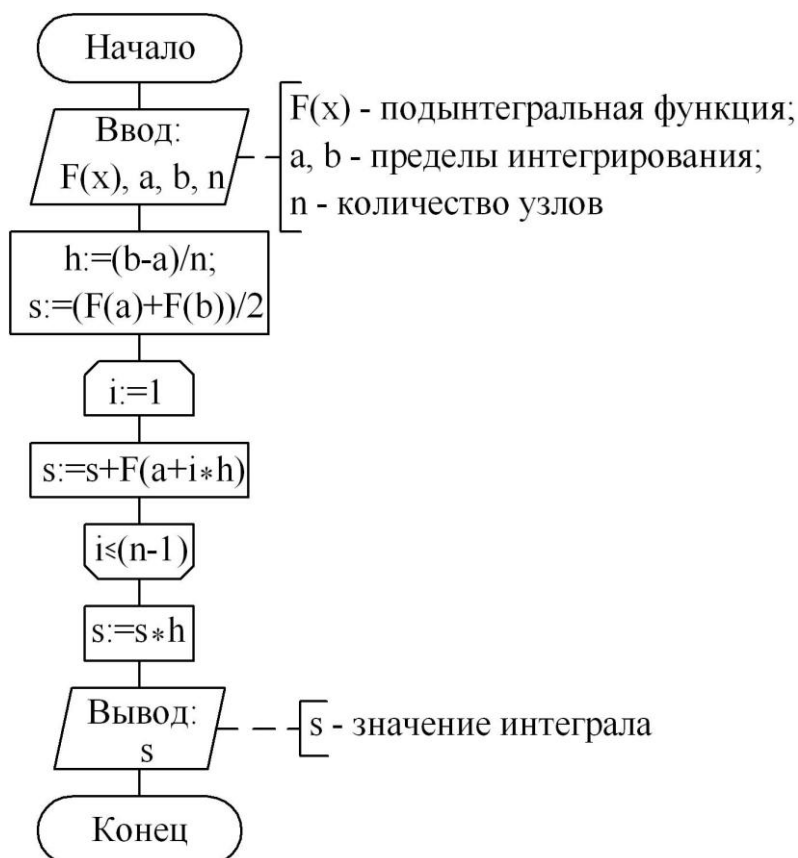 Начало
Ввод:
F(x), a, b, n
F(x) - подынтегральная функция;
a, b - пределы интегрирования;
n - количество узлов
h:=(b-a)/n;
s:=(F(a)+F(b))/2
i:=1
s:=s+F(a+i*h)
i≤(n-1)
s:=s*h
Вывод:
s
s - значение интеграла
Конец